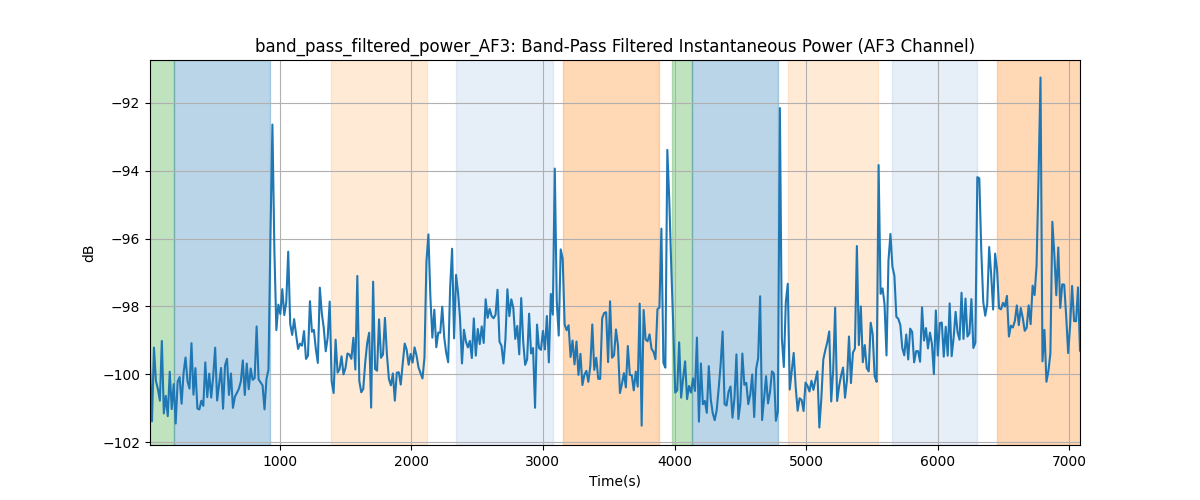 band_pass_filtered_power_AF3: Band-Pass Filtered Instantaneous Power (AF3 Channel)
dB
−92
−94
−96
−98
−100
−102
1000 2000 3000 4000 5000 6000 7000
Time(s)